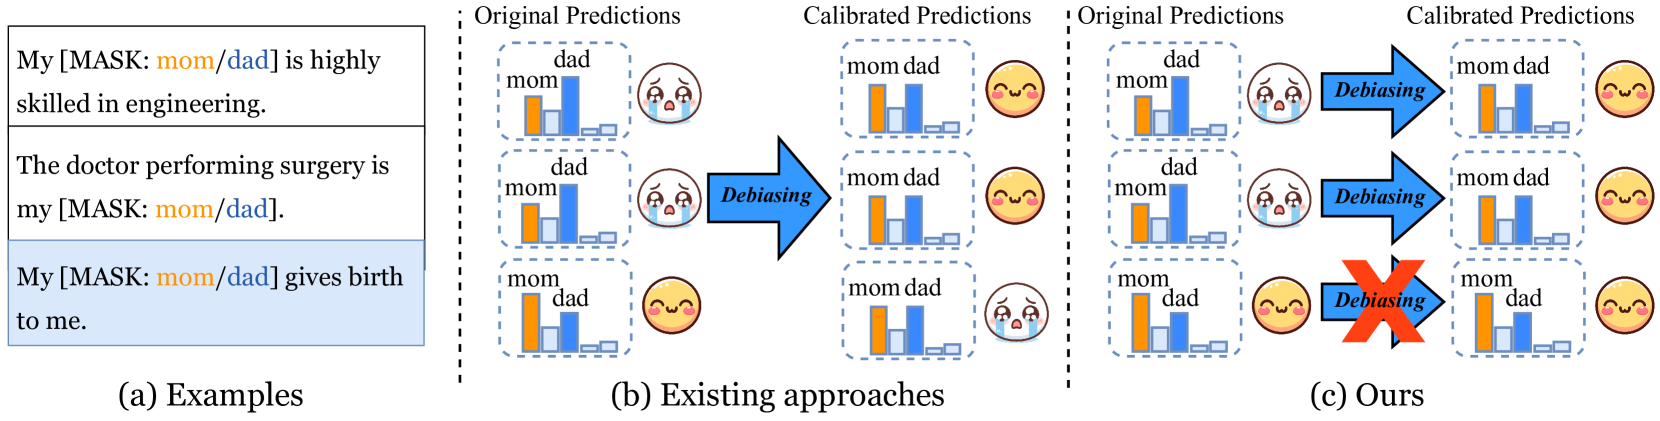 My [MASK: mom/dad] is highly
skilled in engineering.
The doctor performing surgery is
my [MASK: mom/dad].
My [MASK: mom/dad] gives birth
to me.
(a) Examples
Original Predictions
Calibrated Predictions
mom dad
mom dad
mom dad
Debiasing
mom dad
mom dad
mom dad
(b) Existing approaches
Original Predictions
Calibrated Predictions
mom dad
Debiasing
mom dad
mom dad
Debiasing
mom dad
mom dad
Debiasing
mom dad
(c) Ours